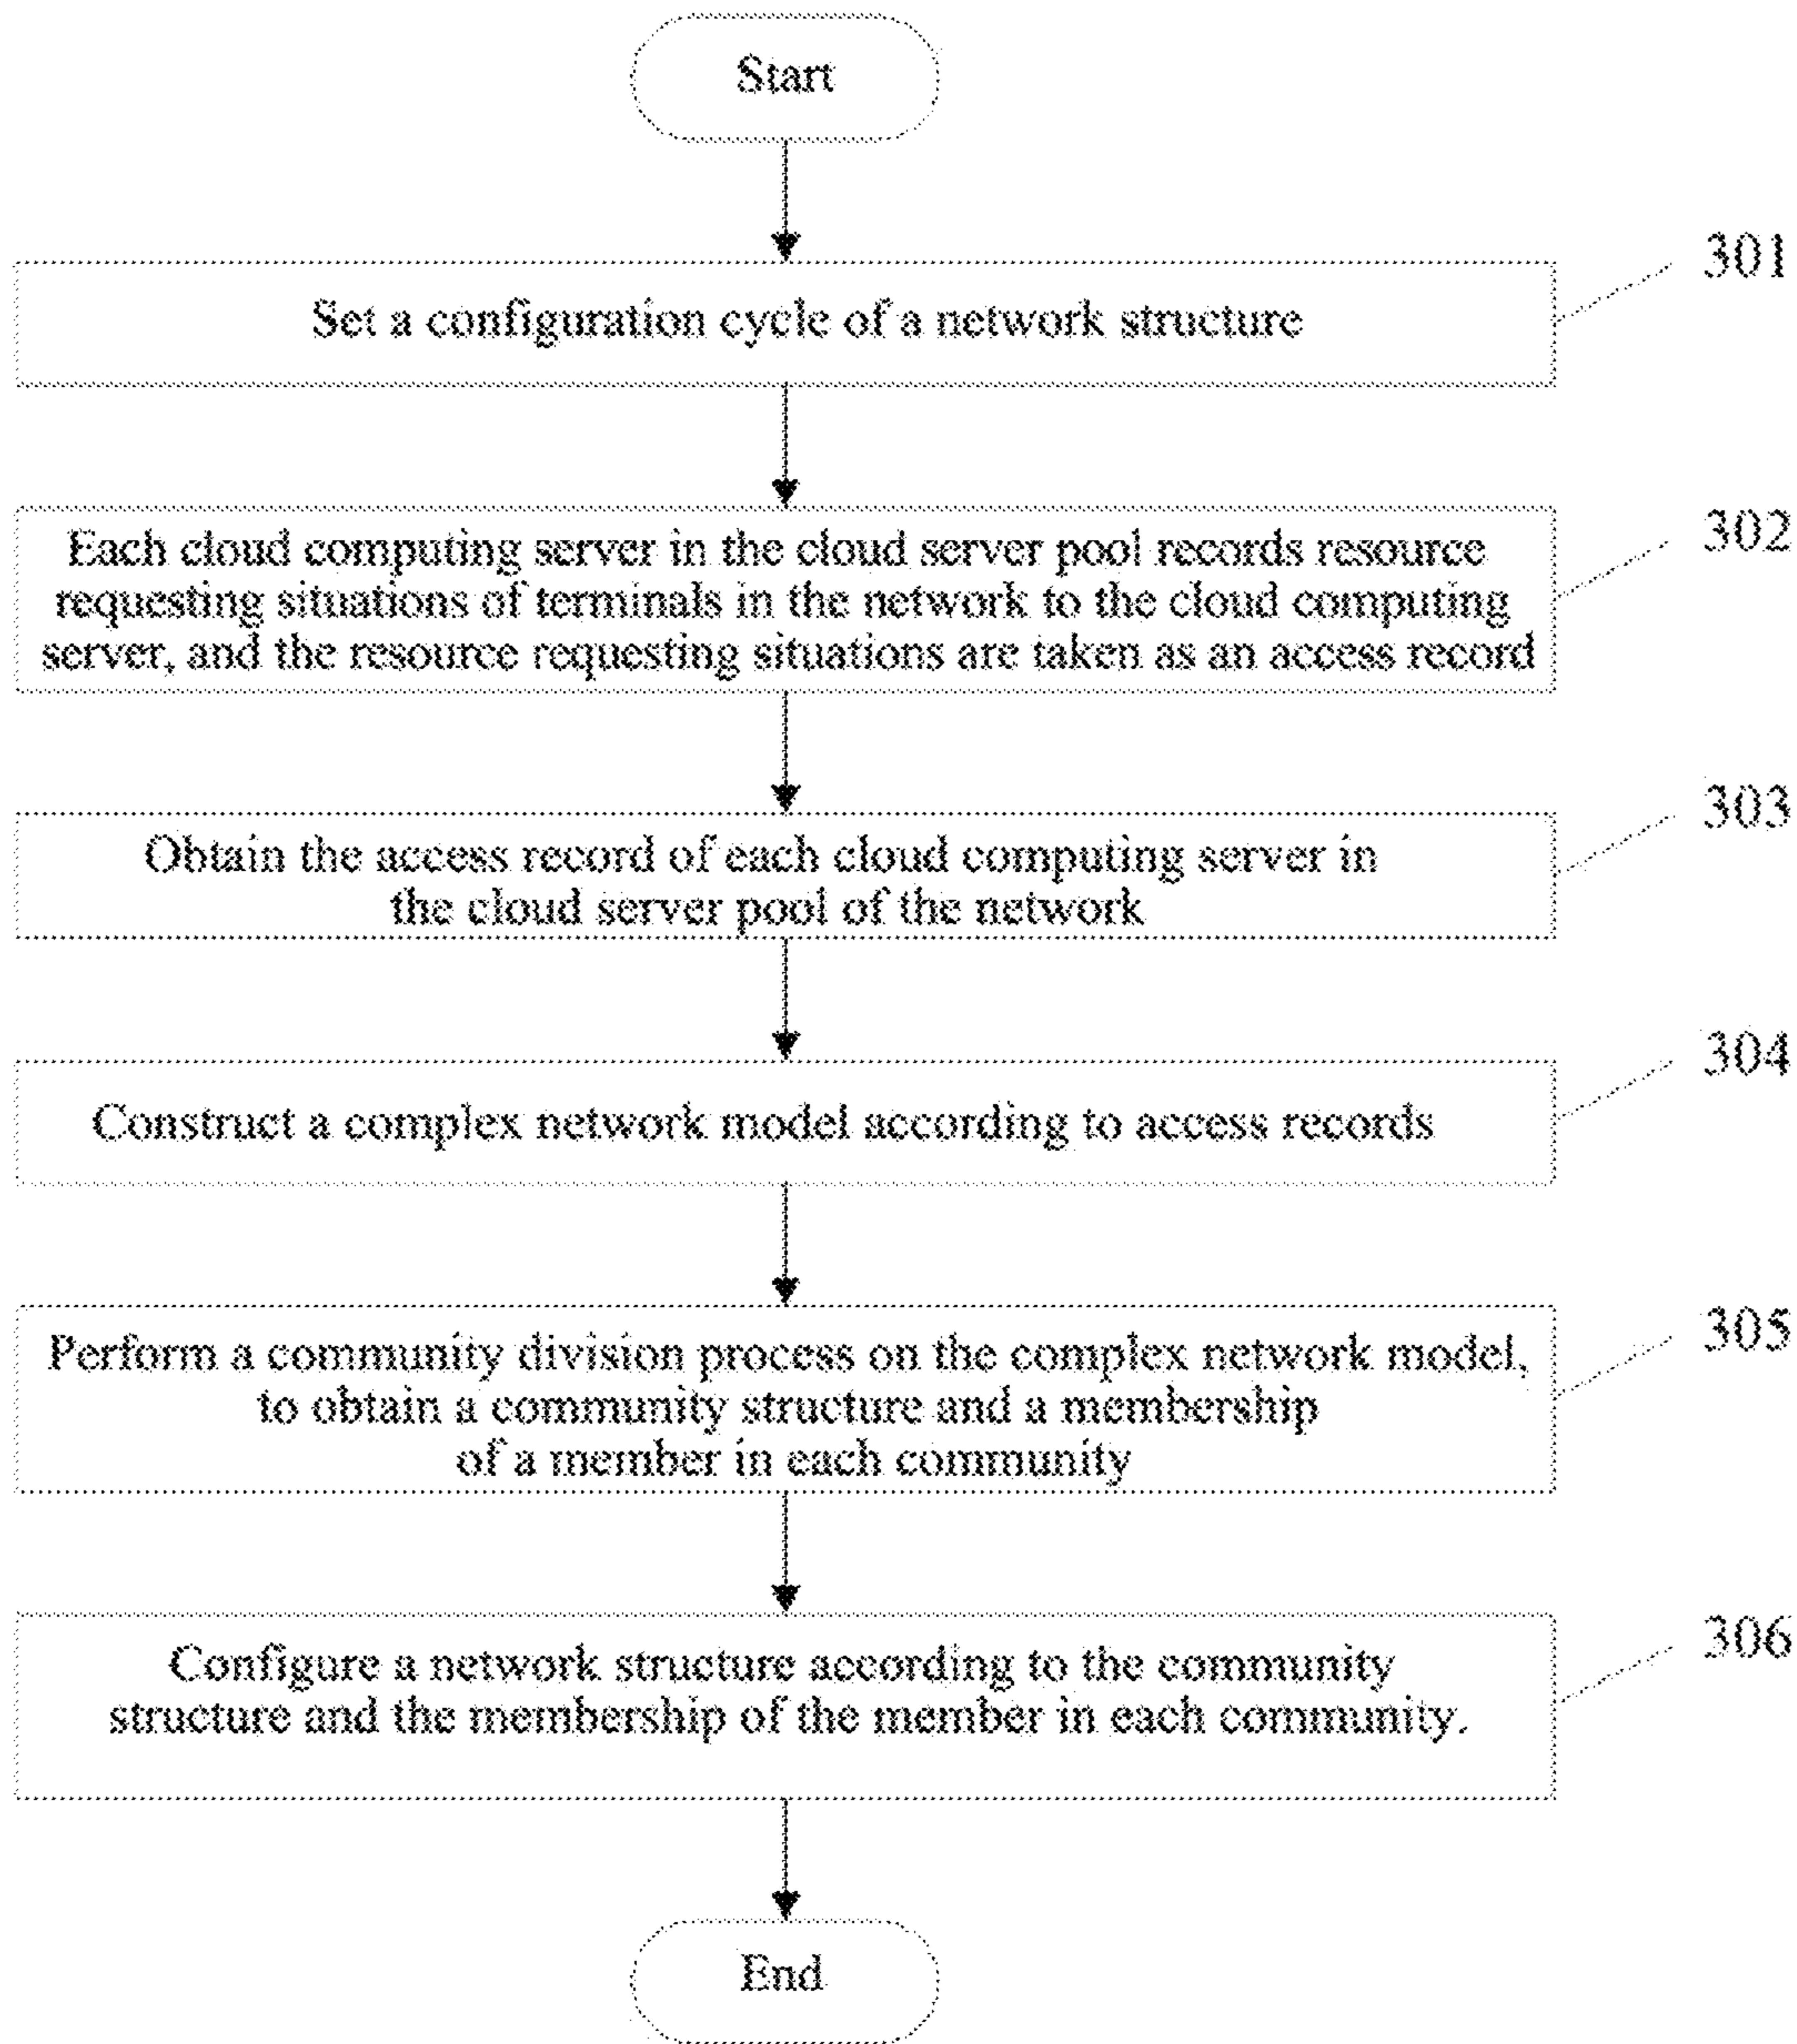 Start
301
Set a configuration cycle of a network structure
302
Each cloud computing server in the cloud server pool records resource
requesting situations of terminals in the network to the cloud computing
server, and the resource requesting situations are taken as an access record
303
Obtain the access record of each cloud computing server in
the cloud server pool of the network
304
Construct a complex network model according to access records
305
Perform a community division process on the complex network model,
to obtain a community structure and a membership
of a member in each community
306
Configure a network structure according to the community
structure and the membership of the member in each community.
End